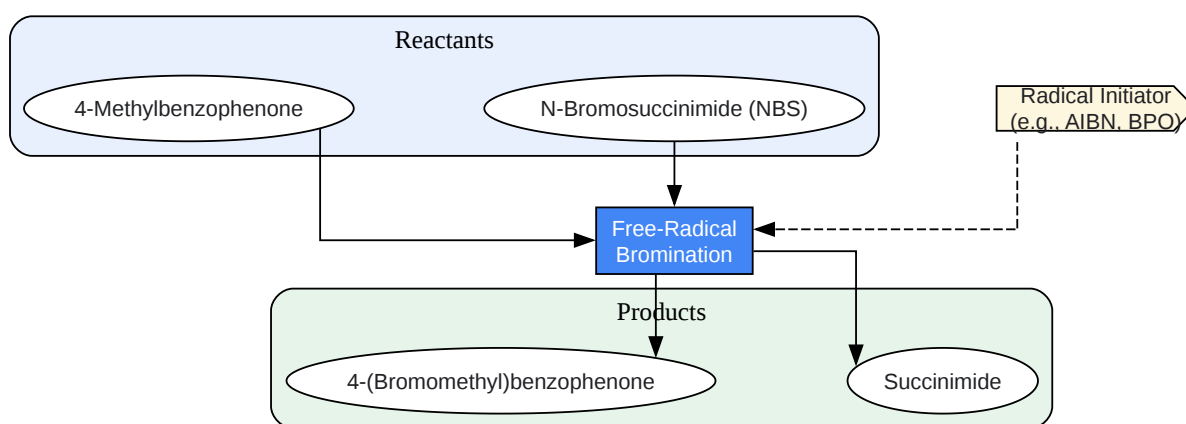 Reactants
4-Methylbenzophenone
N-Bromosuccinimide (NBS)
Radical Initiator
(e.g., AIBN, BPO)
Free-Radical
Bromination
Products
4-(Bromomethyl)benzophenone
Succinimide